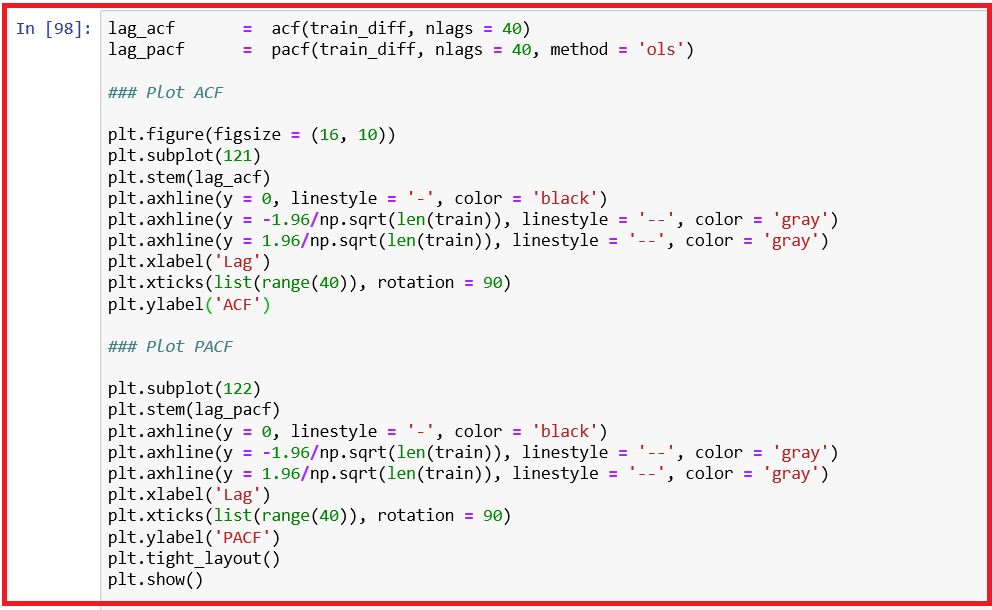 In [98]: lag_acf       =  acf(train_diff, nlags = 40)
lag_pacf      =  pacf(train_diff, nlags = 40, method = 'ols')
### Plot ACF
plt.figure(figsize = (16, 10))
plt.subplot(121)
plt.stem(lag_acf)
plt.axhline(y = 0, linestyle = '-', color = 'black')
plt.axhline(y = -1.96/np.sqrt(len(train)), linestyle = '--', color = 'gray')
plt.axhline(y = 1.96/np.sqrt(len(train)), linestyle = '--', color = 'gray')
plt.xlabel('Lag')
plt.xticks(list(range(40)), rotation = 90)
plt.ylabel('ACF')
### Plot PACF
plt.subplot(122)
plt.stem(lag_pacf)
plt.axhline(y = 0, linestyle = '-', color = 'black')
plt.axhline(y = -1.96/np.sqrt(len(train)), linestyle = '--', color = 'gray')
plt.axhline(y = 1.96/np.sqrt(len(train)), linestyle = '--', color = 'gray')
plt.xlabel('Lag')
plt.xticks(list(range(40)), rotation = 90)
plt.ylabel('PACF')
plt.tight_layout()
plt.show()